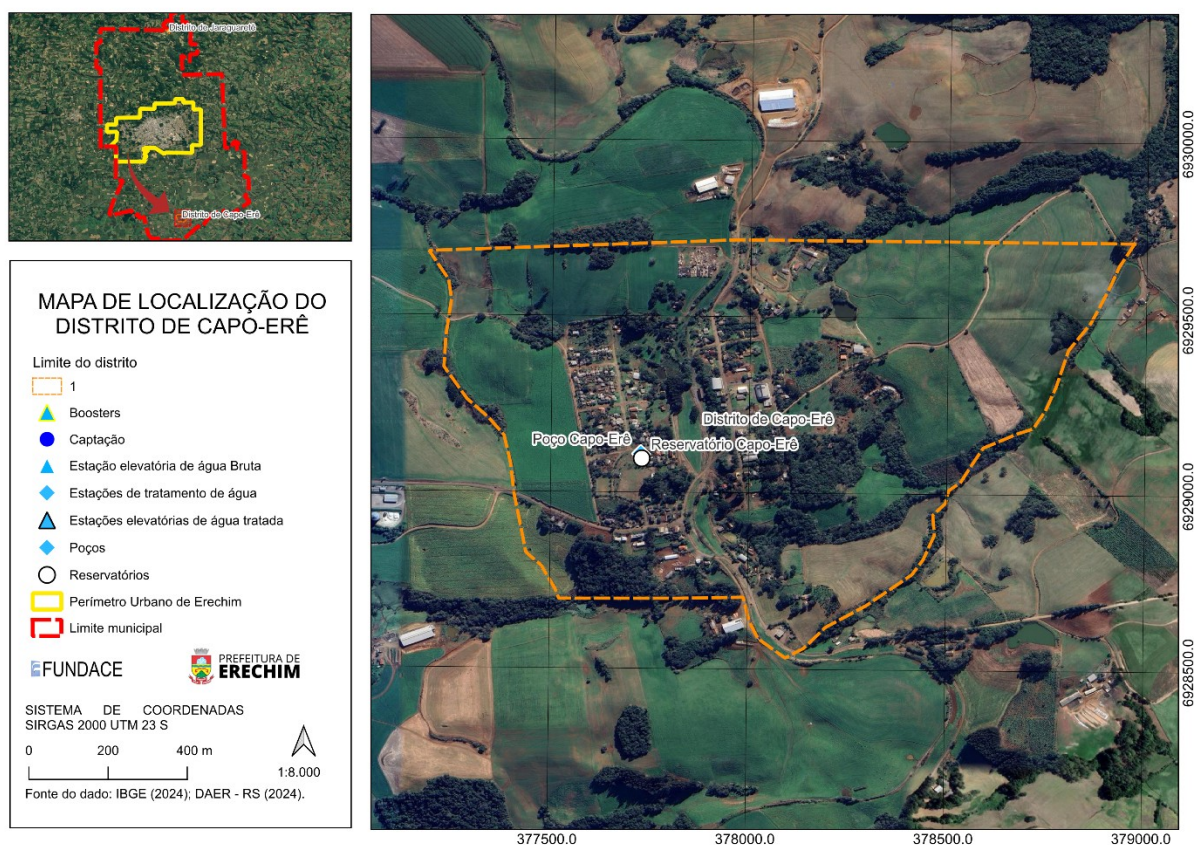 Distrito de Jaraguaretê
Distrito de Capo-Erê
MAPA DE LOCALIZAÇÃO DO
DISTRITO DE CAPO-ERÊ
Limite do distrito
1
Boosters
Captação
Estação elevatória de água Bruta
Estações de tratamento de água
Estações elevatórias de água tratada
Poços
Reservatórios
Perímetro Urbano de Erechim
Limite municipal
FUNDACE
PREFEITURA DE
ERECHIM
SISTEMA DE COORDENADAS
SIRGAS 2000 UTM 23 S
0 200 400 m
1:8.000
Fonte do dado: IBGE (2024); DAER - RS (2024).
Distrito de Capo-Erê
Poço Capo-Erê
Reservatório Capo-Erê
6930000.0
6929500.0
6929000.0
6928500.0
377500.0
378000.0
378500.0
379000.0